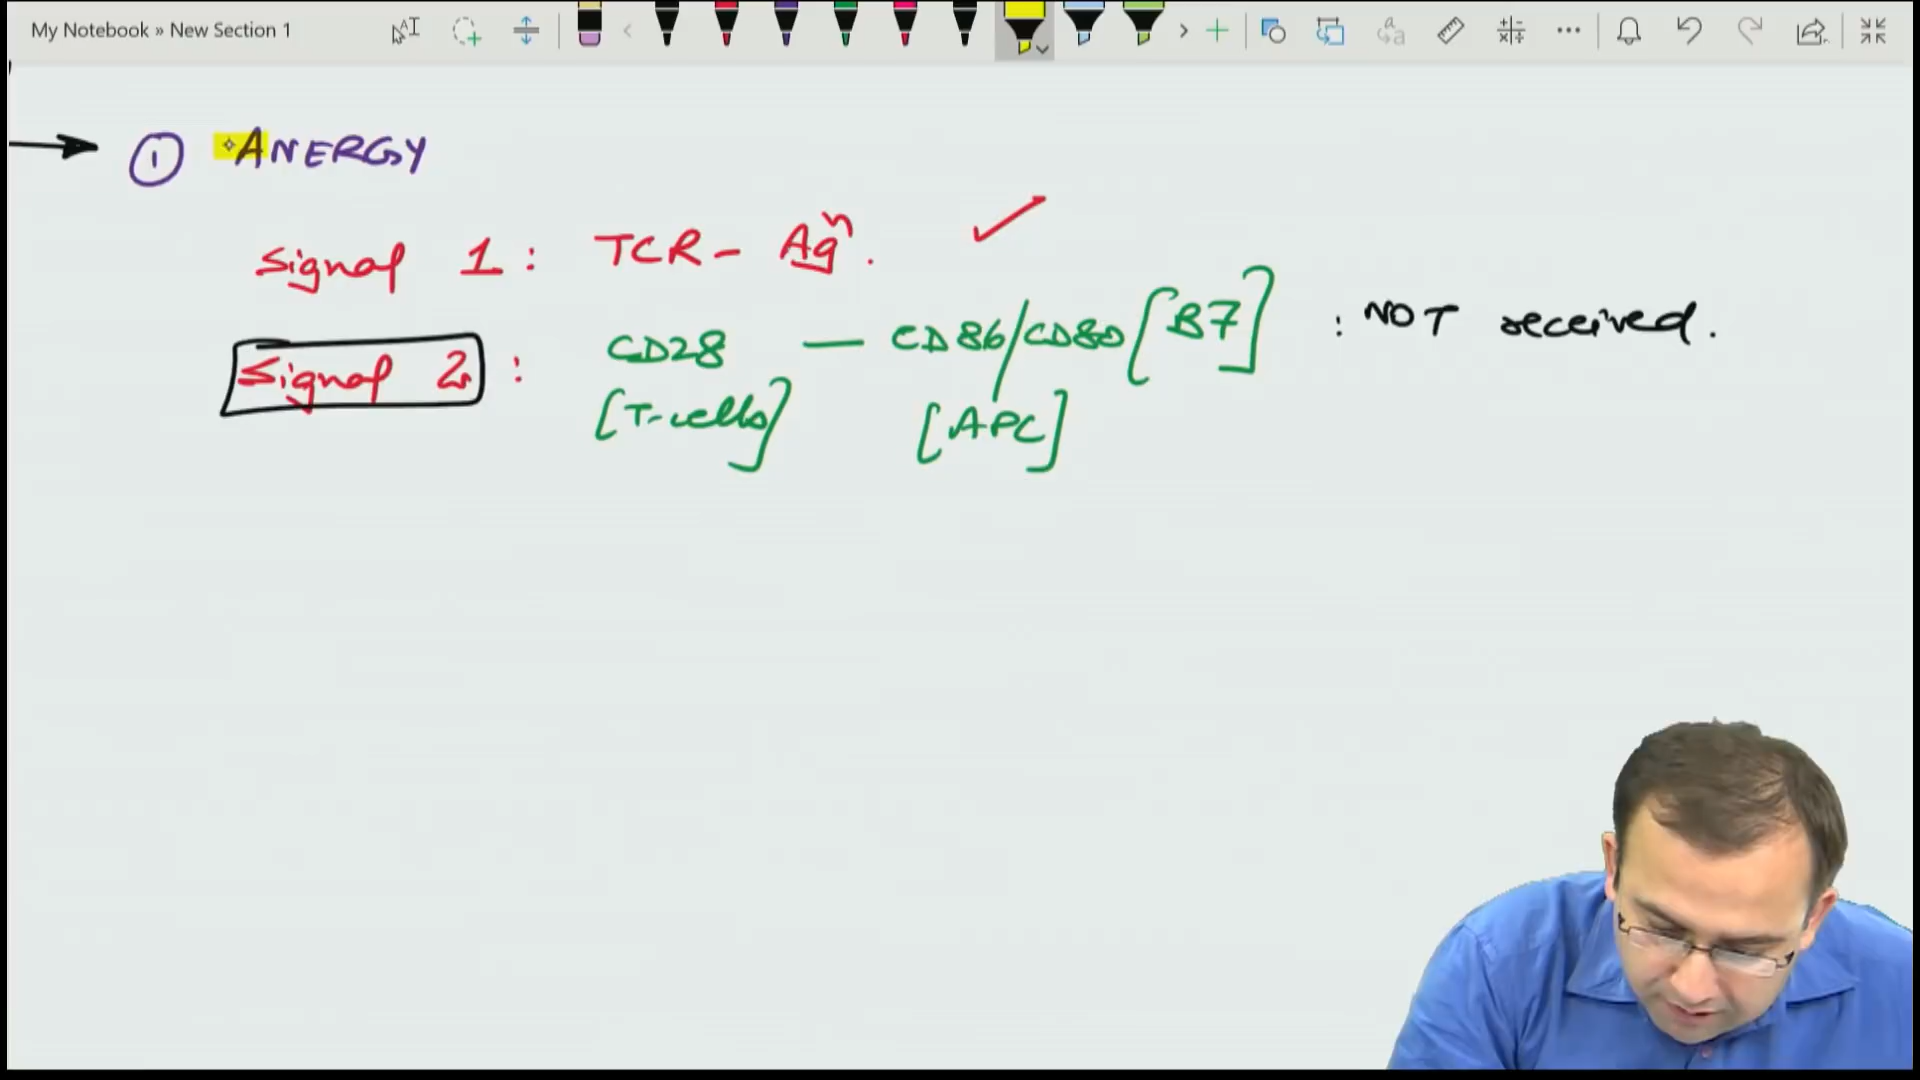 My Notebook » New Section 1
① ANERGY
Signal 1 : TCR - Agⁿ. ✓
Signal 2 : CD28 — CD86/CD80 [B7] : NOT received.
[T-cells] [APC]